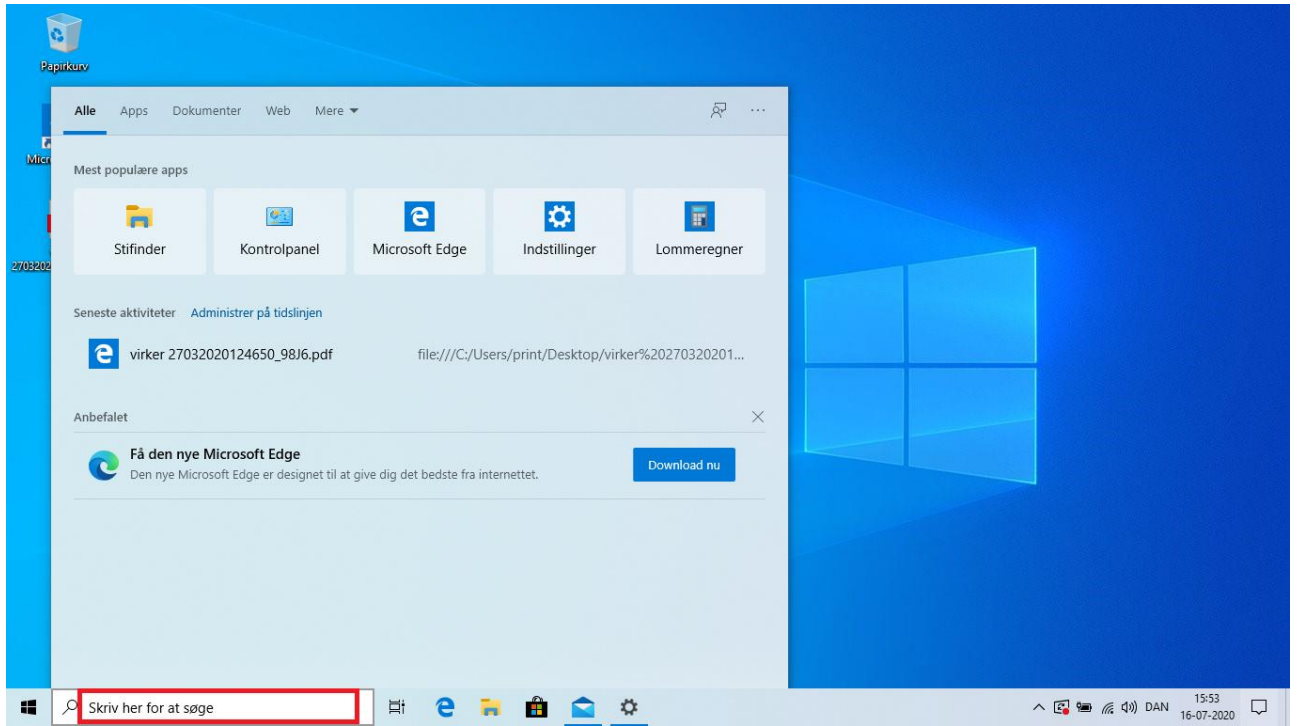 Papirkurv
Alle Apps Dokumenter Web Mere
Micr
Mest populære apps
Stifinder Kontrolpanel Microsoft Edge Indstillinger Lommeregner
2703202
Seneste aktiviteter Administrer på tidslinjen
virker 27032020124650_98J6.pdf file:///C:/Users/print/Desktop/virker%20270320201...
Anbefalet
Få den nye Microsoft Edge
Den nye Microsoft Edge er designet til at give dig det bedste fra internettet.
Download nu
Skriv her for at søge
DAN
15:53
16-07-2020